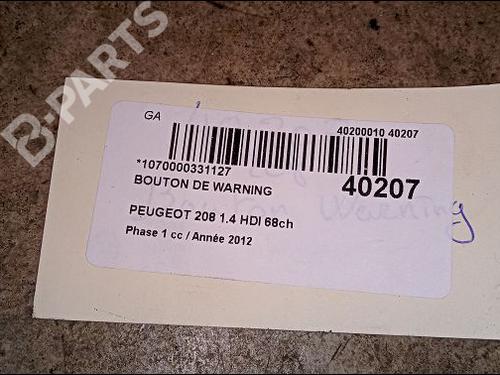 B-PARTS
GA
40200010 40207
*1070000331127
BOUTON DE WARNING
40207
PEUGEOT 208 1.4 HDI 68ch
Phase 1 cc / Année 2012
Bouton Warning